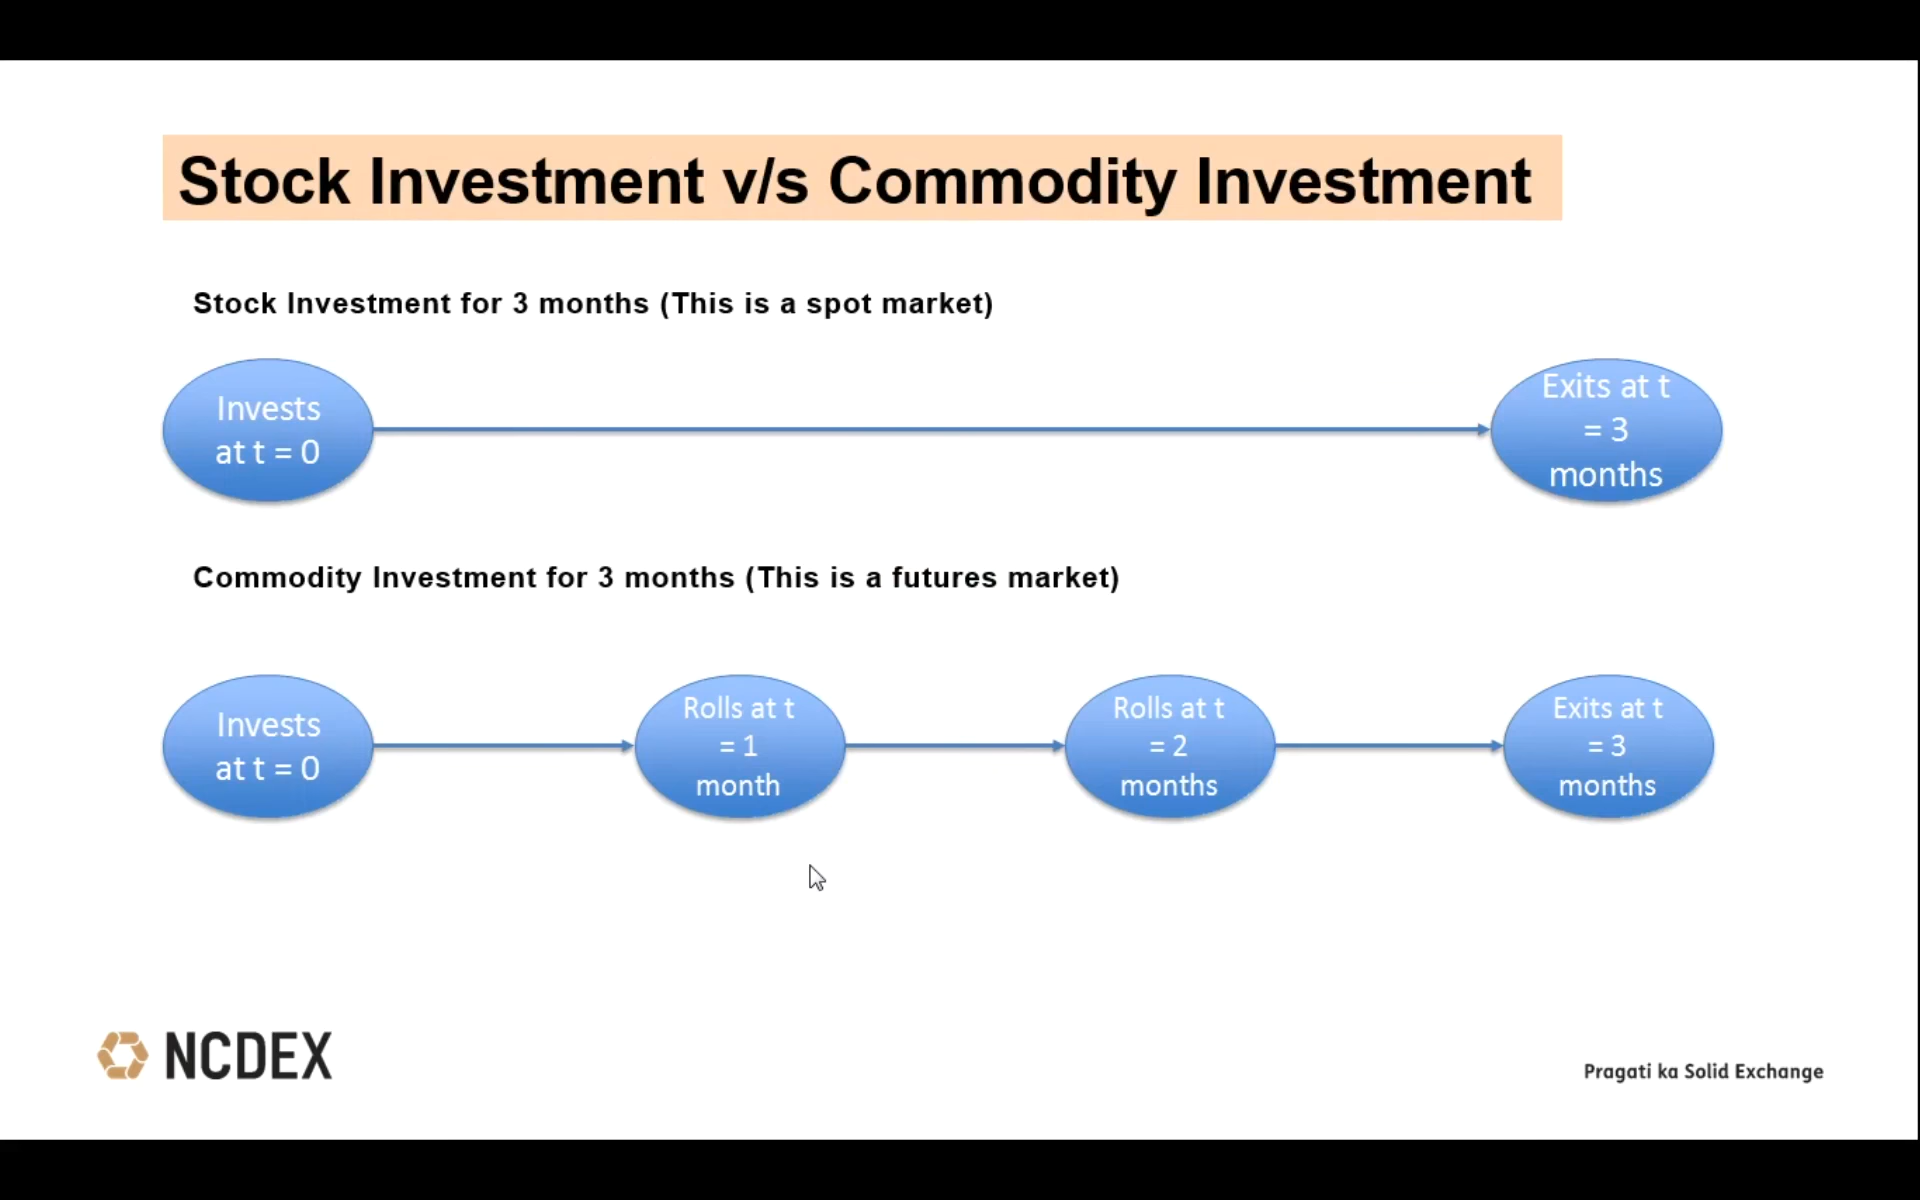 Stock Investment v/s Commodity Investment
Stock Investment for 3 months (This is a spot market)
Invests
at t = 0
Exits at t
= 3
months
Commodity Investment for 3 months (This is a futures market)
Invests
at t = 0
Rolls at t
= 1
month
Rolls at t
= 2
months
Exits at t
= 3
months
NCDEX
Pragati ka Solid Exchange